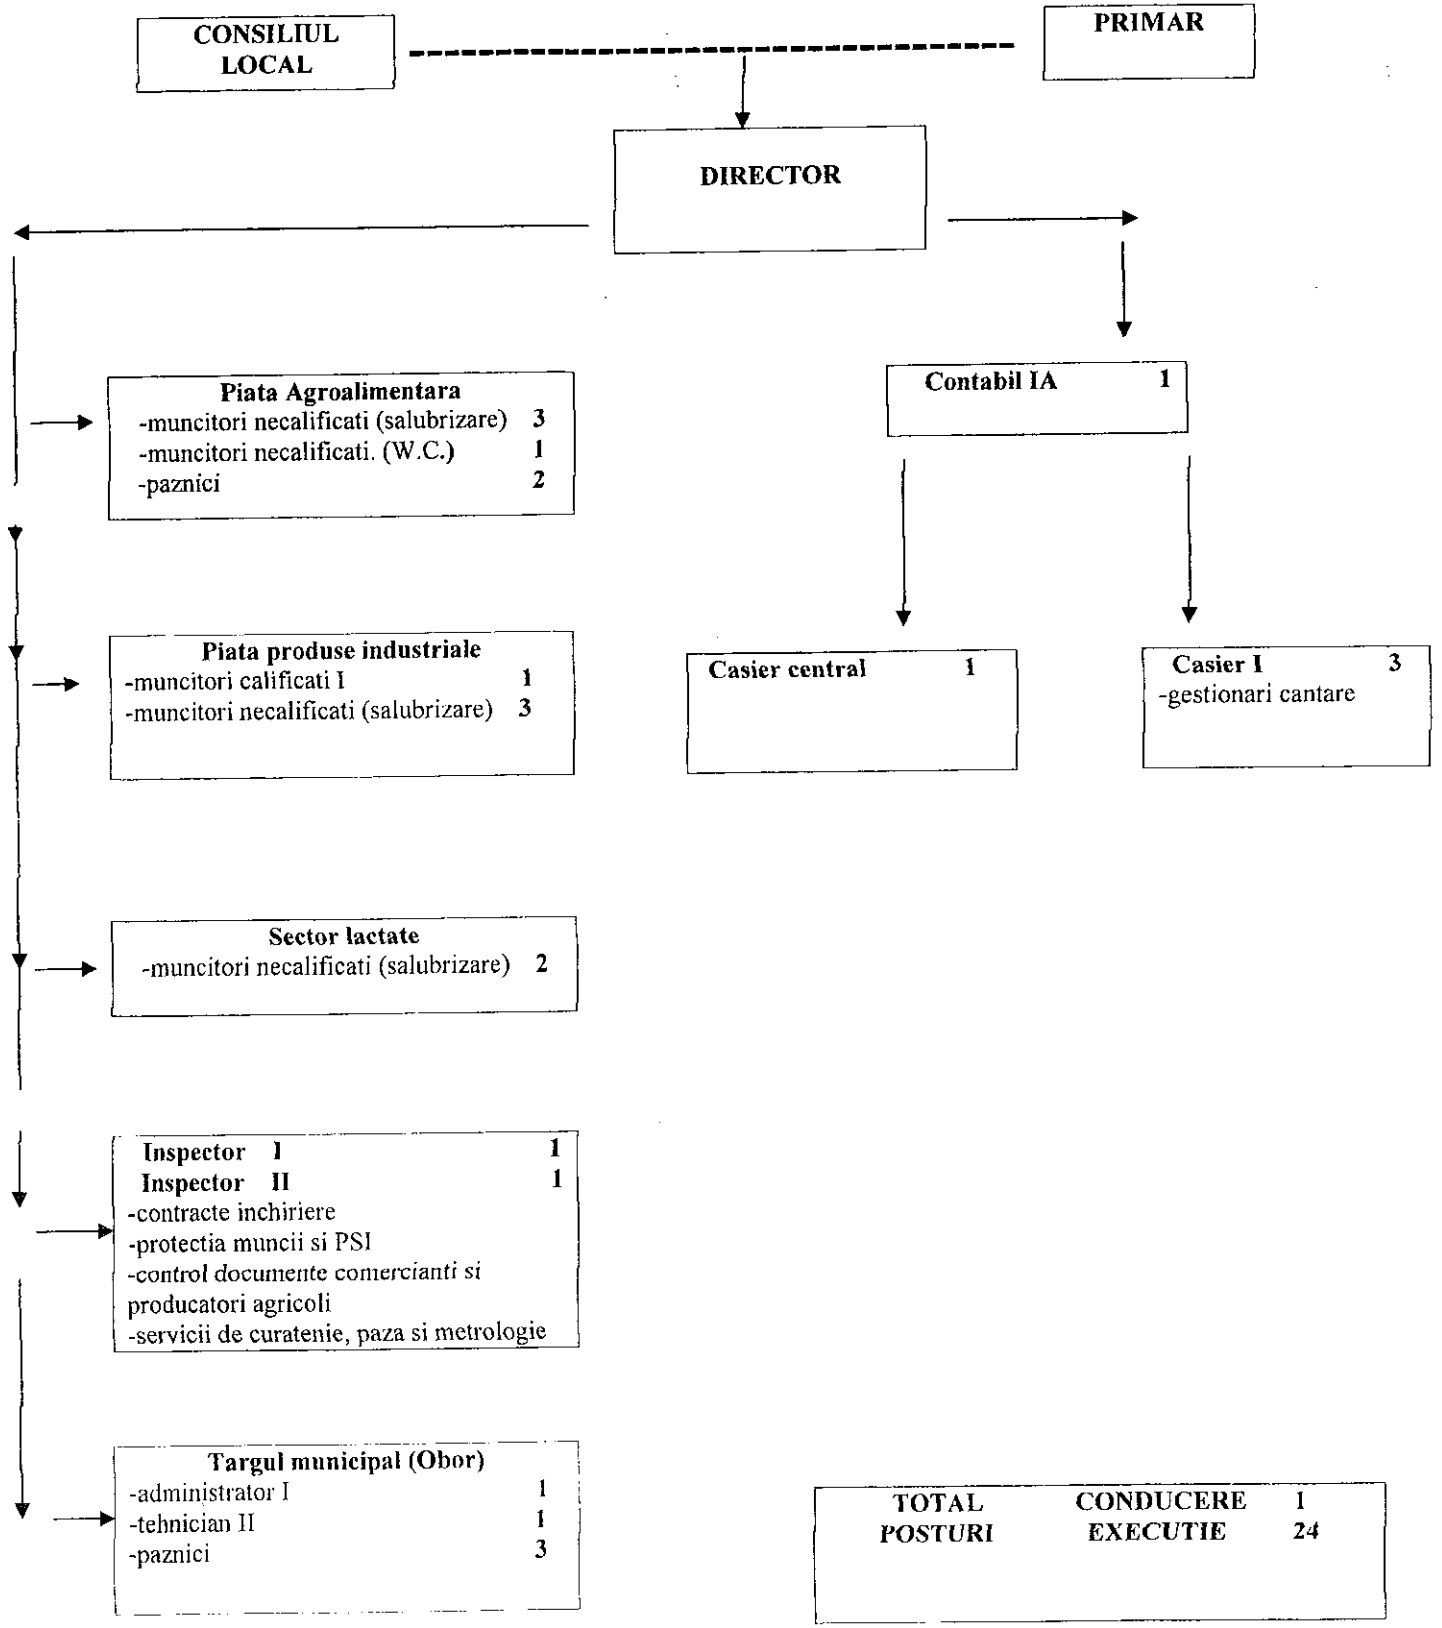 CONSILIUL
LOCAL
PRIMAR
DIRECTOR
Piata Agroalimentara
-muncitori necalificati (salubrizare) 3
-muncitori necalificati. (W.C.) 1
-paznici 2
Contabil IA 1
Piata produse industriale
-muncitori calificati I 1
-muncitori necalificati (salubrizare) 3
Casier central 1
Casier I 3
-gestionari cantare
Sector lactate
-muncitori necalificati (salubrizare) 2
Inspector I 1
Inspector II 1
-contracte inchiriere
-protectia muncii si PSI
-control documente comercianti si
producatori agricoli
-servicii de curatenie, paza si metrologie
Targul municipal (Obor)
-administrator I 1
-tehnician II 1
-paznici 3
TOTAL CONDUCERE 1
POSTURI EXECUTIE 24